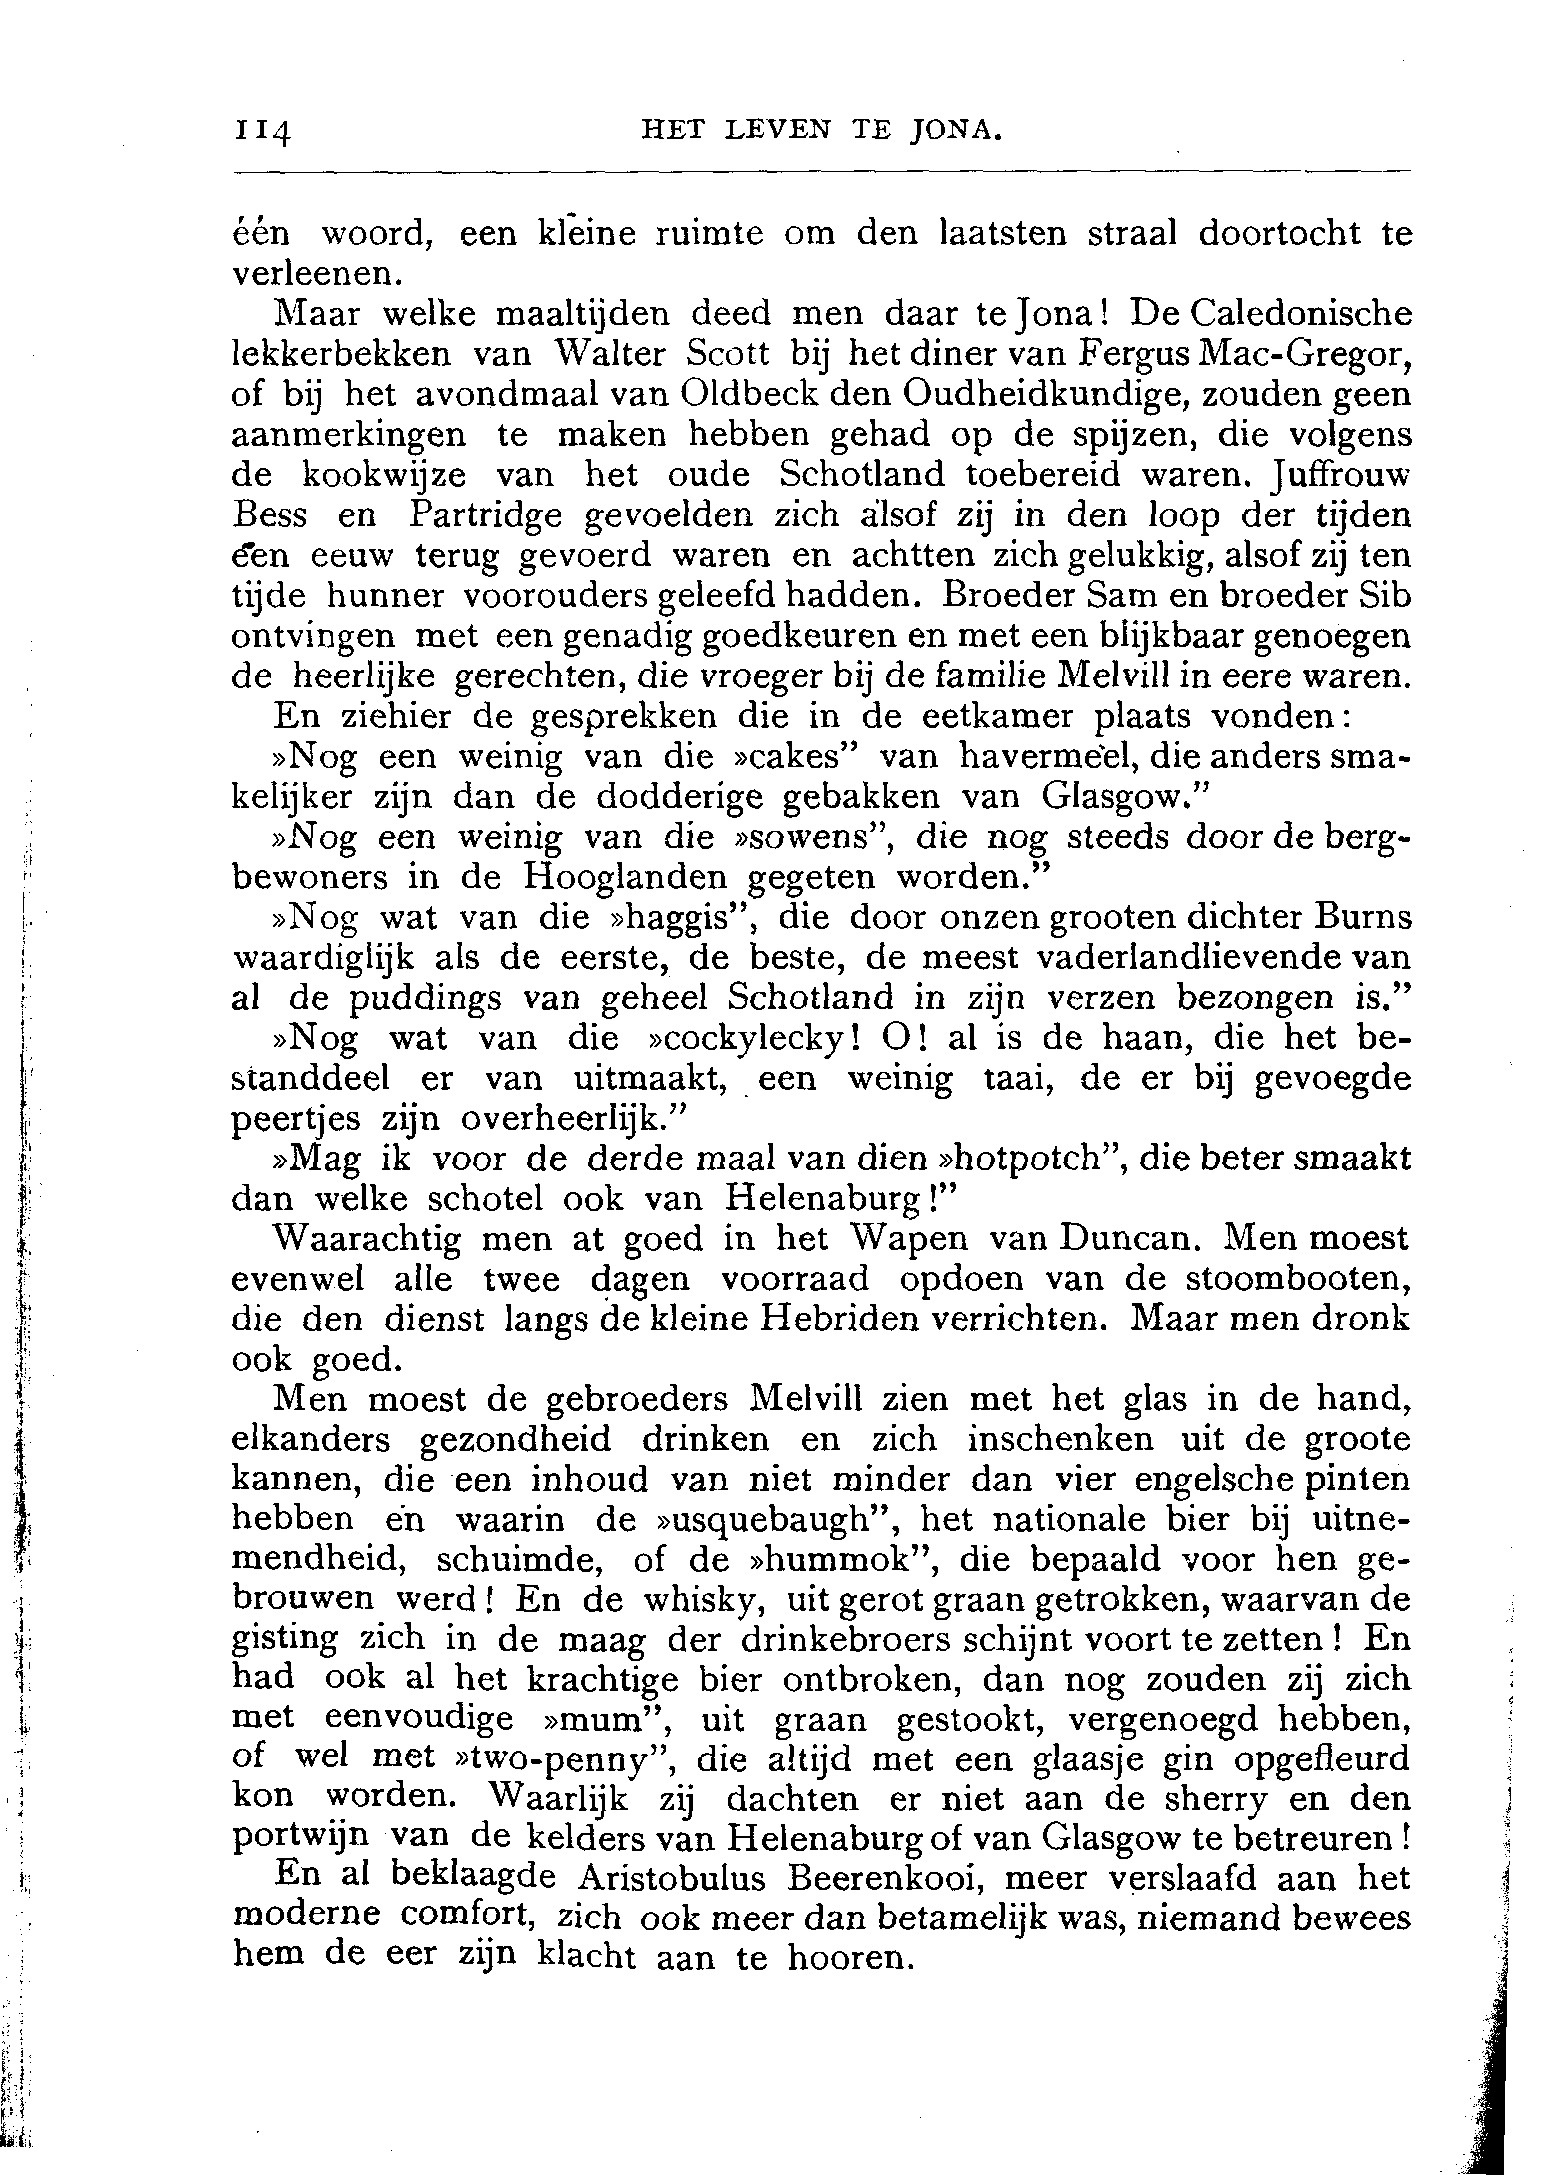 114 HET LEVEN TE JONA.
één woord, een kleine ruimte om den laatsten straal doortocht te
verleenen.
Maar welke maaltijden deed men daar te Jona! De Caledonische
lekkerbekken van Walter Scott bij het diner van Fergus Mac-Gregor,
of bij het avondmaal van Oldbeck den Oudheidkundige, zouden geen
aanmerkingen te maken hebben gehad op de spijzen, die volgens
de kookwijze van het oude Schotland toebereid waren. Juffrouw
Bess en Partridge gevoelden zich alsof zij in den loop der tijden
één eeuw terug gevoerd waren en achtten zich gelukkig, alsof zij ten
tijde hunner voorouders geleefd hadden. Broeder Sam en broeder Sib
ontvingen met een genadig goedkeuren en met een blijkbaar genoegen
de heerlijke gerechten, die vroeger bij de familie Melvill in eere waren.
En ziehier de gesprekken die in de eetkamer plaats vonden:
»Nog een weinig van die »cakes” van havermeel, die anders sma-
kelijker zijn dan de dodderige gebakken van Glasgow.”
»Nog een weinig van die »sowens”, die nog steeds door de berg-
bewoners in de Hooglanden gegeten worden.”
»Nog wat van die »haggis”, die door onzen grooten dichter Burns
waardiglijk als de eerste, de beste, de meest vaderlandlievende van
al de puddings van geheel Schotland in zijn verzen bezongen is.”
»Nog wat van die »cockylecky! O! al is de haan, die het be-
standdeel er van uitmaakt, een weinig taai, de er bij gevoegde
peertjes zijn overheerlijk.”
»Mag ik voor de derde maal van dien »hotpotch”, die beter smaakt
dan welke schotel ook van Helenaburg!”
Waarachtig men at goed in het Wapen van Duncan. Men moest
evenwel alle twee dagen voorraad opdoen van de stoombooten,
die den dienst langs de kleine Hebriden verrichten. Maar men dronk
ook goed.
Men moest de gebroeders Melvill zien met het glas in de hand,
elkanders gezondheid drinken en zich inschenken uit de groote
kannen, die een inhoud van niet minder dan vier engelsche pinten
hebben en waarin de »usquebaugh”, het nationale bier bij uitne-
mendheid, schuimde, of de »hummok”, die bepaald voor hen ge-
brouwen werd! En de whisky, uit gerot graan getrokken, waarvan de
gisting zich in de maag der drinkebroers schijnt voort te zetten! En
had ook al het krachtige bier ontbroken, dan nog zouden zij zich
met eenvoudige »mum”, uit graan gestookt, vergenoegd hebben,
of wel met »two-penny”, die altijd met een glaasje gin opgefleurd
kon worden. Waarlijk zij dachten er niet aan de sherry en den
portwijn van de kelders van Helenaburg of van Glasgow te betreuren!
En al beklaagde Aristobulus Beerenkooi, meer verslaafd aan het
moderne comfort, zich ook meer dan betamelijk was, niemand bewees
hem de eer zijn klacht aan te hooren.